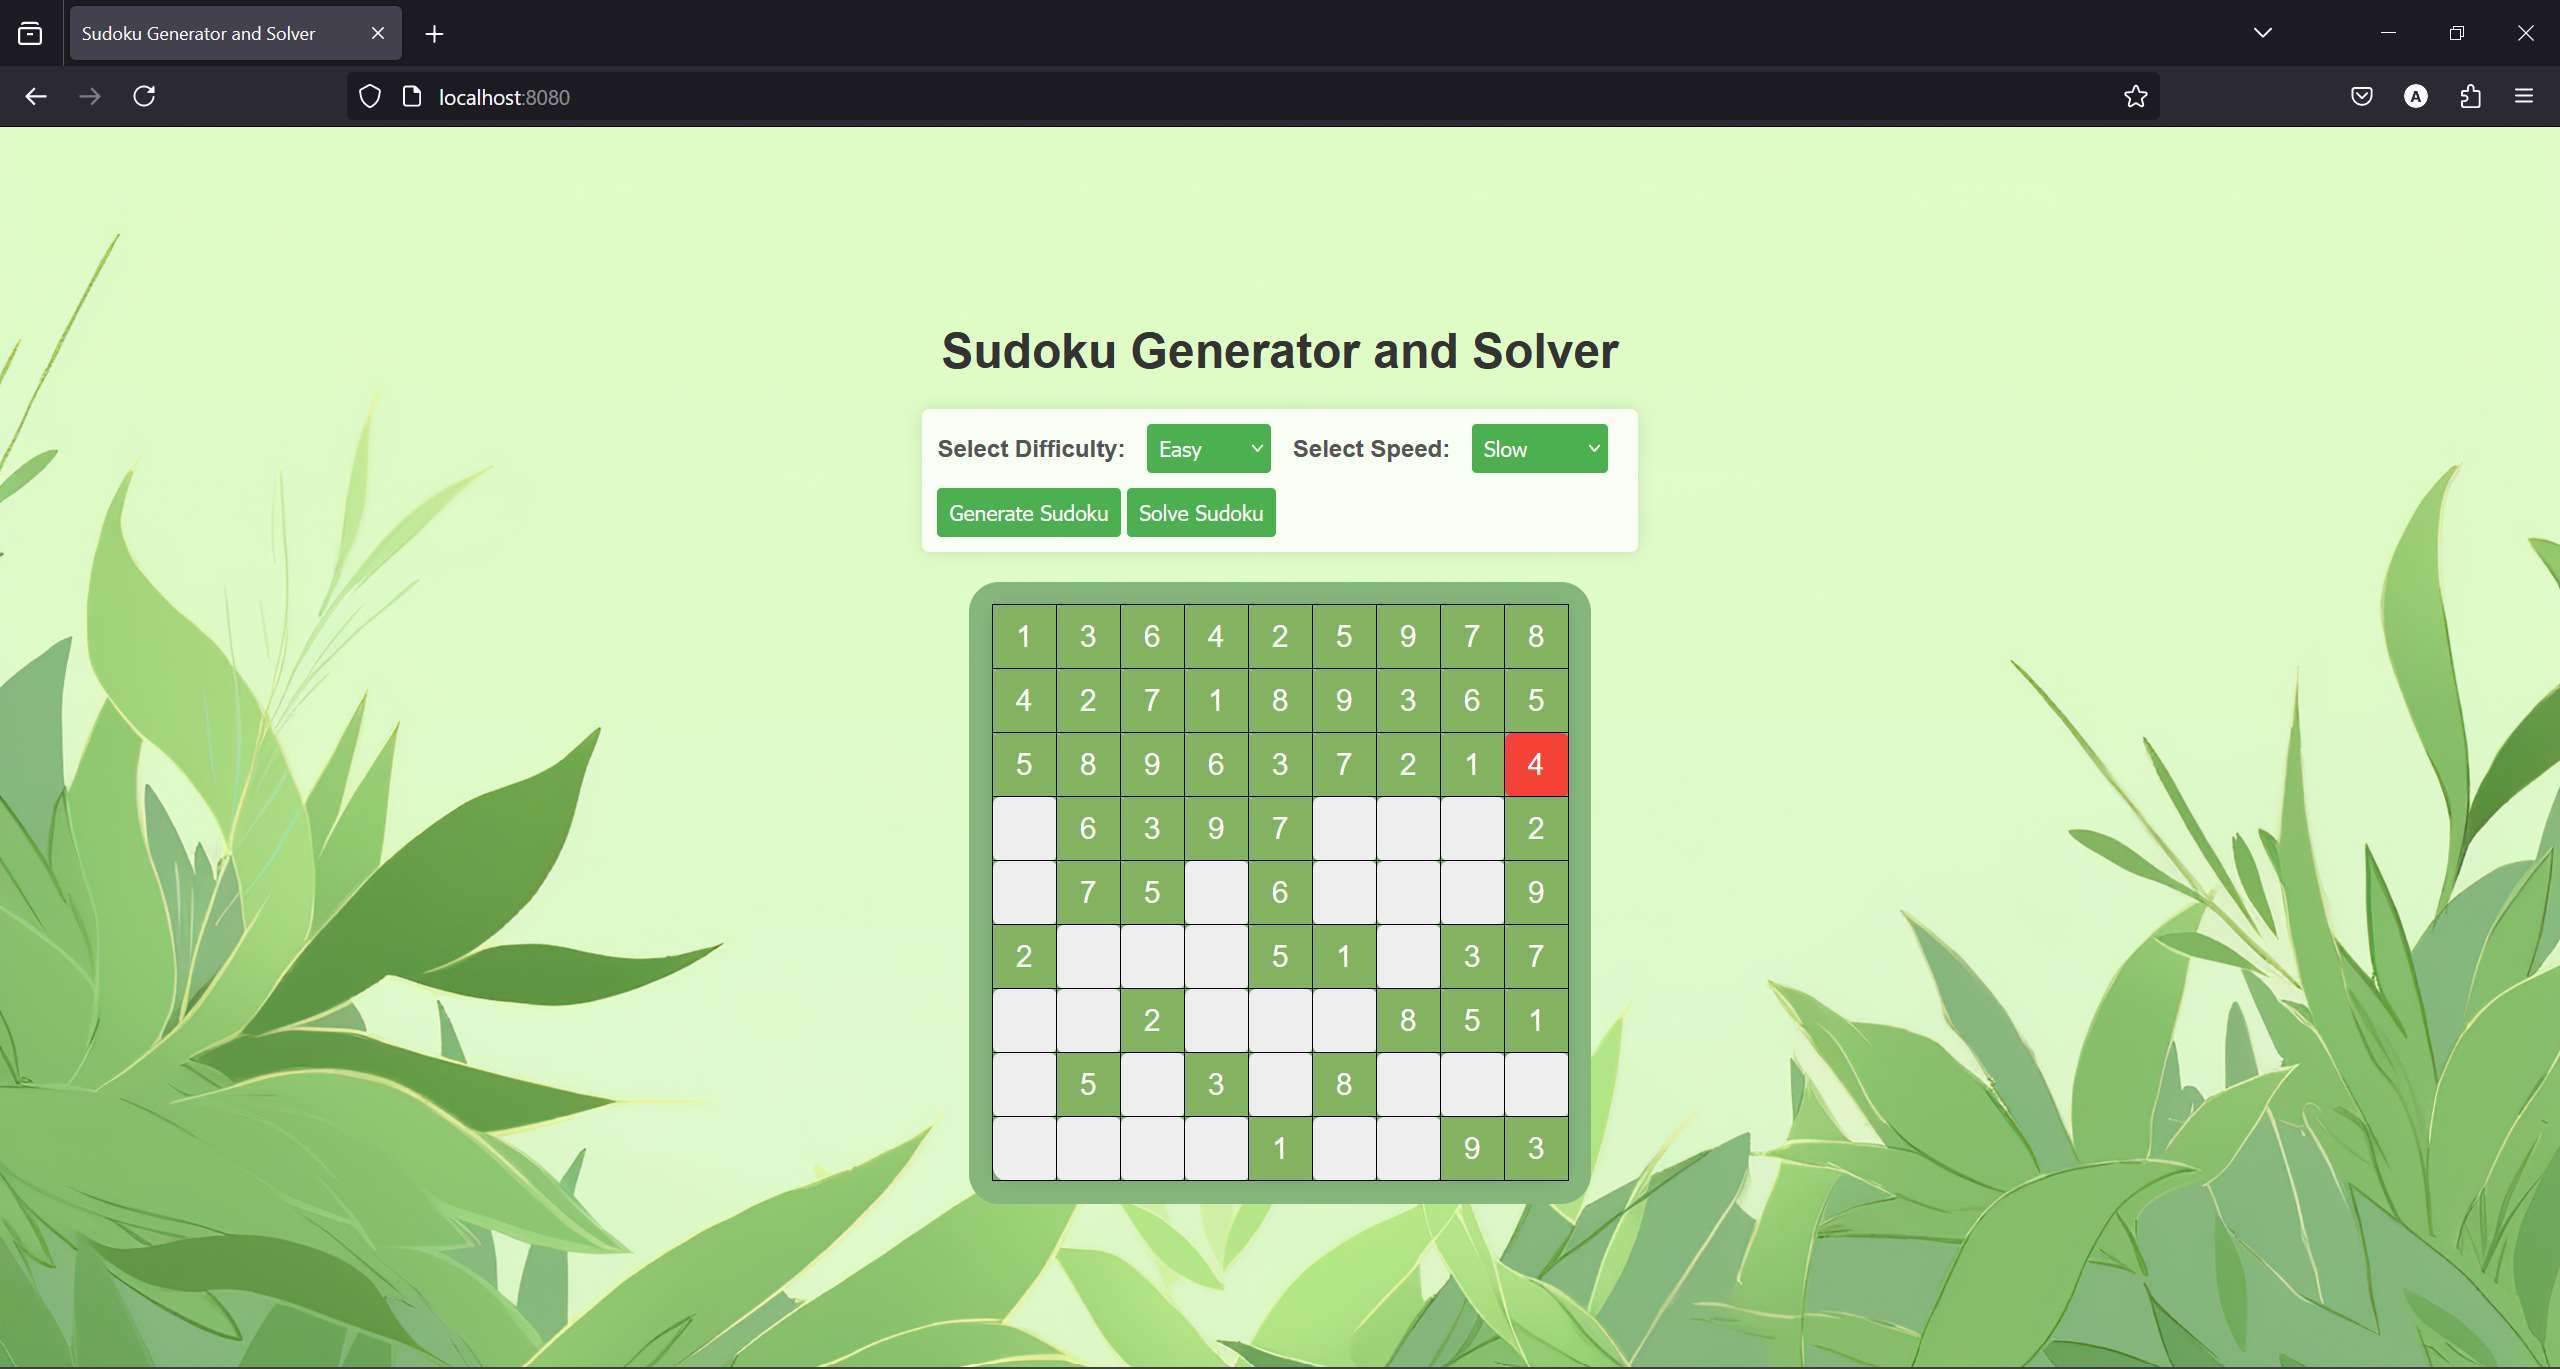 Sudoku Generator and Solver
localhost:8080
A
Sudoku Generator and Solver
Select Difficulty: Easy Select Speed: Slow
Generate Sudoku Solve Sudoku
1 3 6 4 2 5 9 7 8
4 2 7 1 8 9 3 6 5
5 8 9 6 3 7 2 1 4
6 3 9 7 2
7 5 6 9
2 5 1 3 7
2 8 5 1
5 3 8
1 9 3